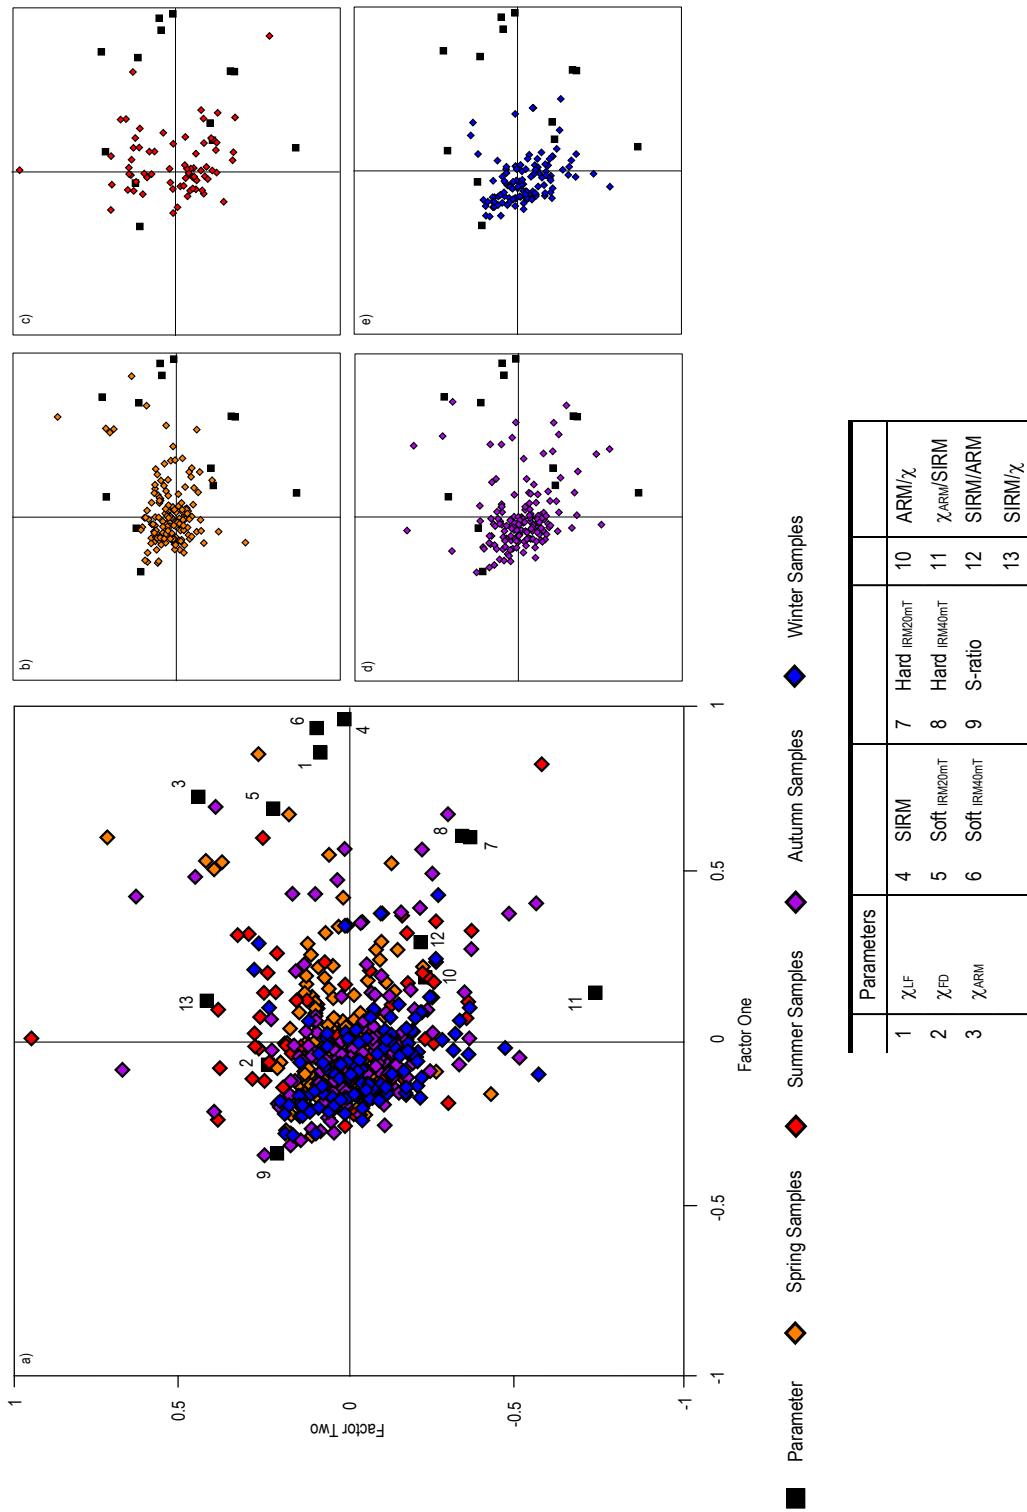 a)
1
0.5
0
-0.5
-1
Factor Two
-1
-0.5
0
0.5
1
Factor One
1
2
3
4
5
6
7
8
9
10
11
12
13
b)
c)
d)
e)
Parameter Spring Samples Summer Samples Autumn Samples Winter Samples
Parameters
1 χLF 4 SIRM 7 Hard IRM20mT 10 ARM/χ
2 χFD 5 Soft IRM20mT 8 Hard IRM40mT 11 χARM/SIRM
3 χARM 6 Soft IRM40mT 9 S-ratio 12 SIRM/ARM
13 SIRM/χ